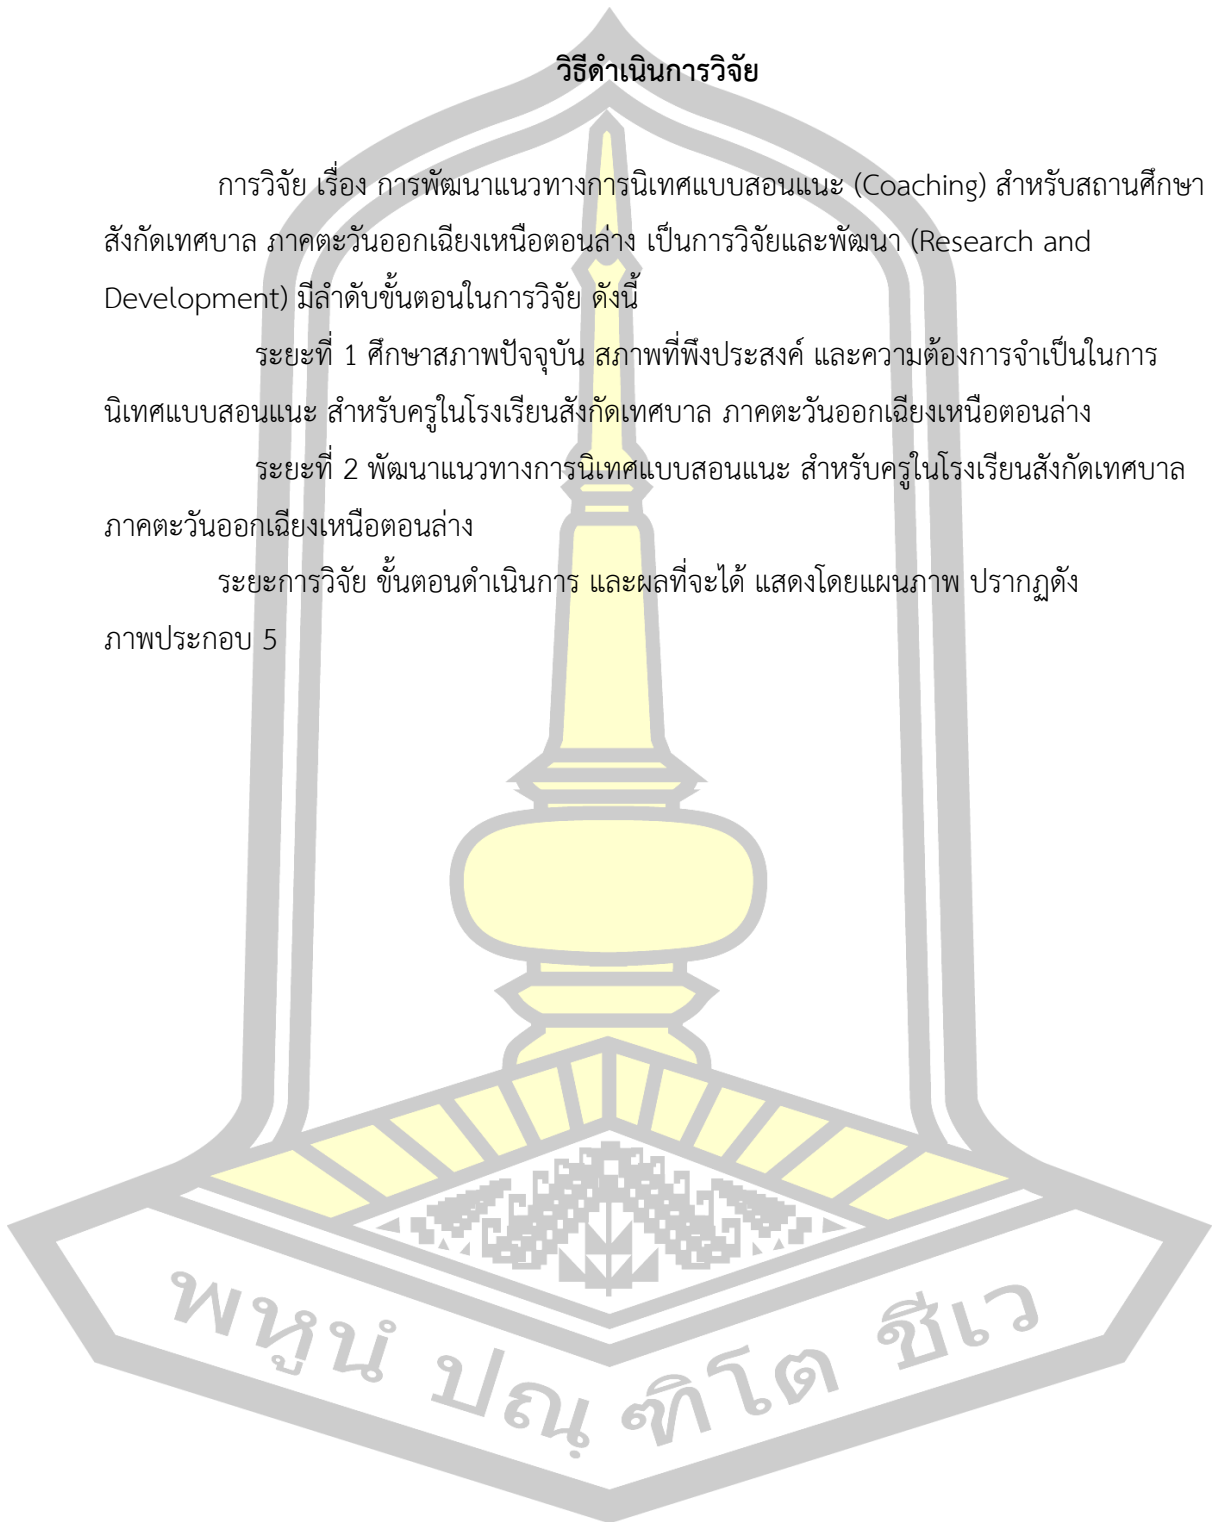 วิธีดำเนินการวิจัย
การวิจัย เรื่อง การพัฒนาแนวทางการนิเทศแบบสอนแนะ (Coaching) สำหรับสถานศึกษา
สังกัดเทศบาล ภาคตะวันออกเฉียงเหนือตอนล่าง เป็นการวิจัยและพัฒนา (Research and
Development) มีลำดับขั้นตอนในการวิจัย ดังนี้
ระยะที่ 1 ศึกษาสภาพปัจจุบัน สภาพที่พึงประสงค์ และความต้องการจำเป็นในการ
นิเทศแบบสอนแนะ สำหรับครูในโรงเรียนสังกัดเทศบาล ภาคตะวันออกเฉียงเหนือตอนล่าง
ระยะที่ 2 พัฒนาแนวทางการนิเทศแบบสอนแนะ สำหรับครูในโรงเรียนสังกัดเทศบาล
ภาคตะวันออกเฉียงเหนือตอนล่าง
ระยะการวิจัย ขั้นตอนดำเนินการ และผลที่จะได้ แสดงโดยแผนภาพ ปรากฏดัง
ภาพประกอบ 5
พหูนํ ปณฺ ฑิโต ชีเว